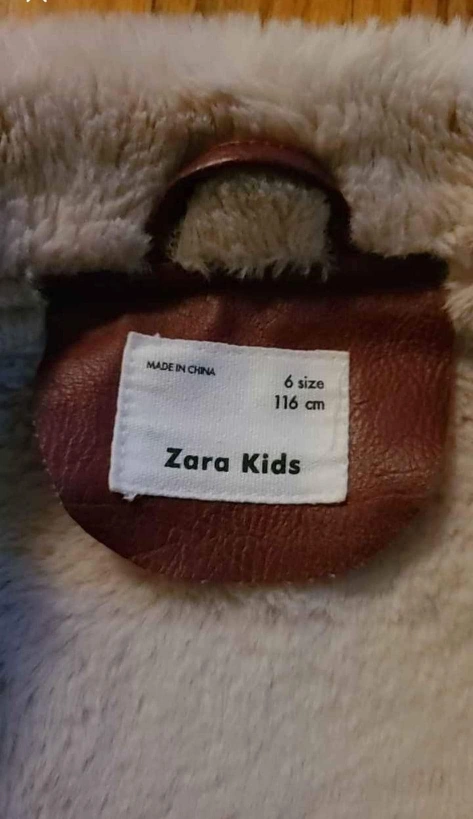 MADE IN CHINA
6 size
116 cm
Zara Kids